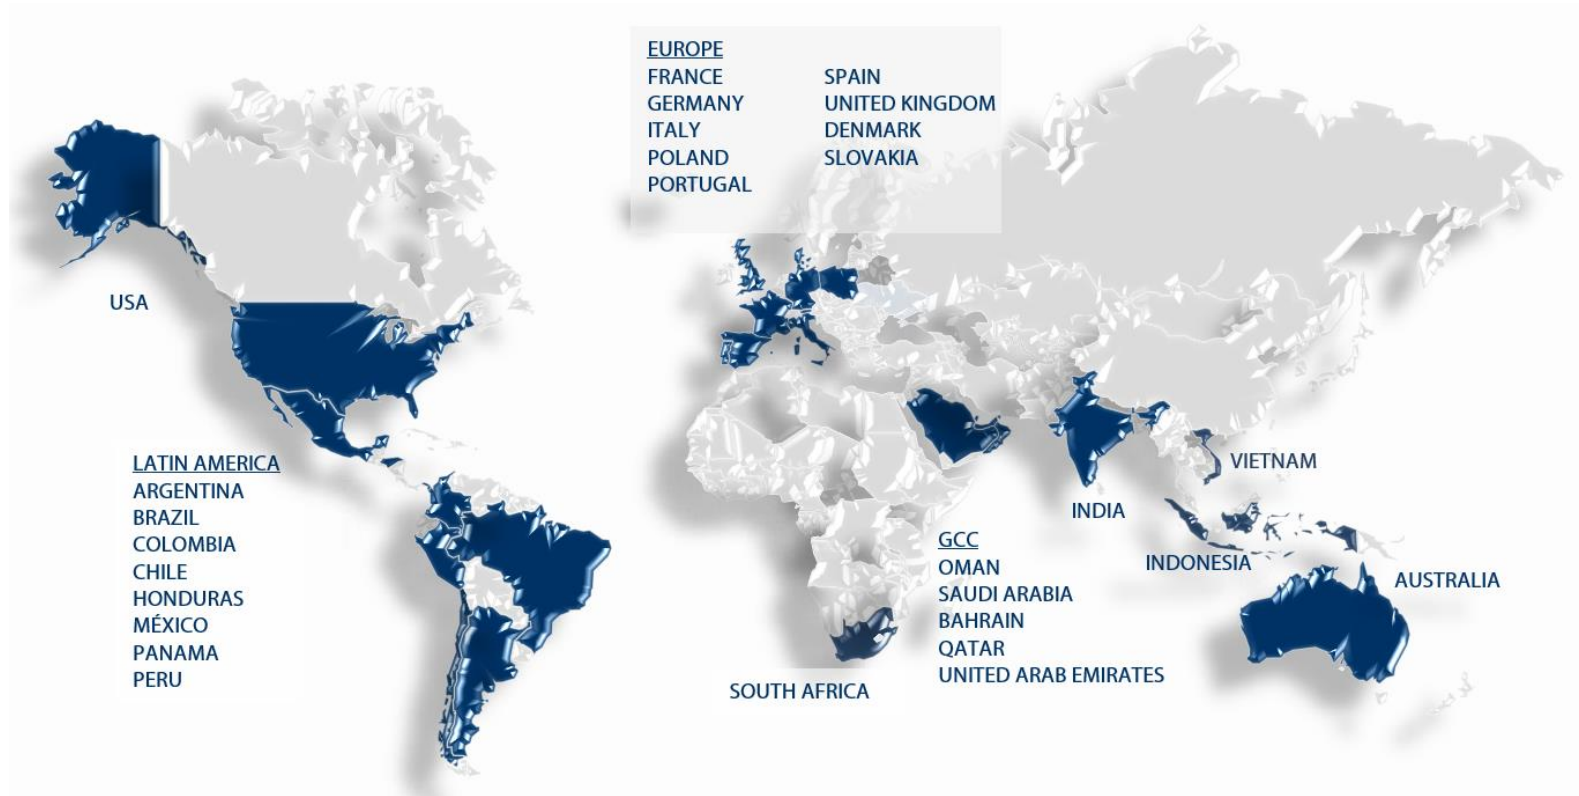 EUROPE
FRANCE
GERMANY
ITALY
POLAND
PORTUGAL
SPAIN
UNITED KINGDOM
DENMARK
SLOVAKIA
USA
LATIN AMERICA
ARGENTINA
BRAZIL
COLOMBIA
CHILE
HONDURAS
MÉXICO
PANAMA
PERU
VIETNAM
INDIA
INDONESIA
AUSTRALIA
GCC
OMAN
SAUDI ARABIA
BAHRAIN
QATAR
UNITED ARAB EMIRATES
SOUTH AFRICA